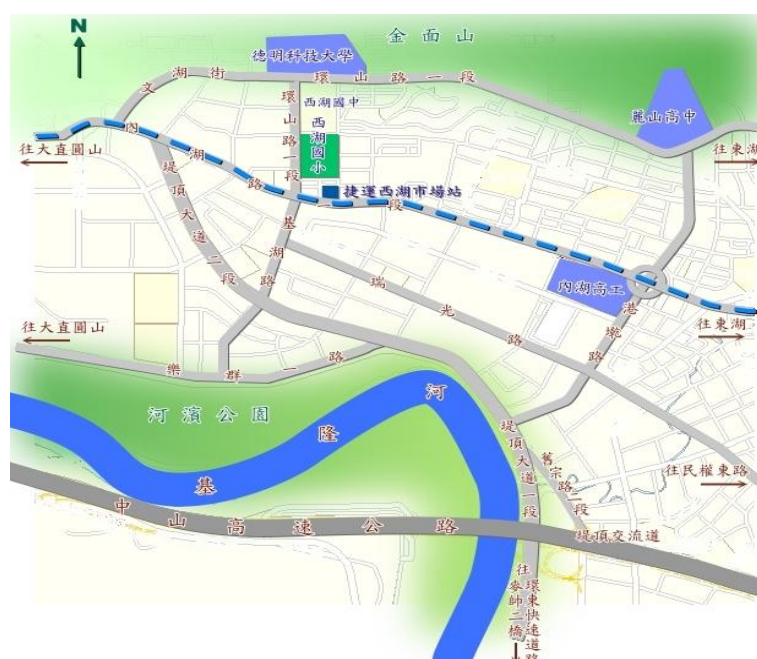 N
金面山
德明科技大學
文湖街
環山路一段
環山路一段
西湖國中
西湖國小
麗山高中
往大直圓山
往東湖
內湖路一段
捷運西湖市場站
堤頂大道二段
基湖路
瑞光路
內湖高工
港墘路
往大直圓山
往東湖
樂群一路
河濱公園
基隆河
堤頂大道一段
舊宗路二段
往民權東路
中山高速公路
堤頂交流道
往環東快速道路
麥帥二橋